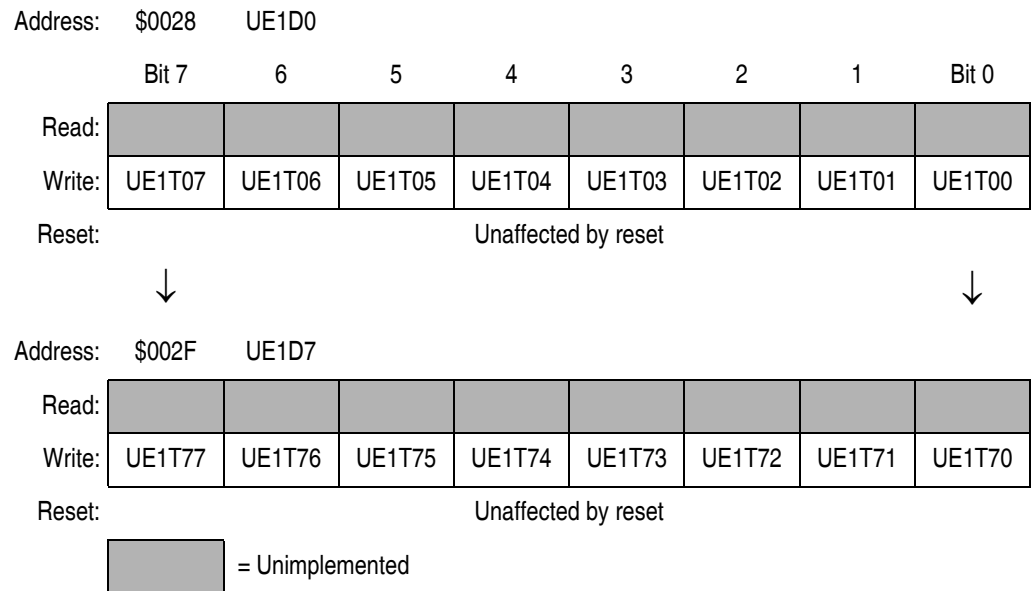 Address: $0028 UE1D0
Bit 7 6 5 4 3 2 1 Bit 0
Read:
Write: UE1T07 UE1T06 UE1T05 UE1T04 UE1T03 UE1T02 UE1T01 UE1T00
Reset: Unaffected by reset
↓ ↓
Address: $002F UE1D7
Read:
Write: UE1T77 UE1T76 UE1T75 UE1T74 UE1T73 UE1T72 UE1T71 UE1T70
Reset: Unaffected by reset
= Unimplemented